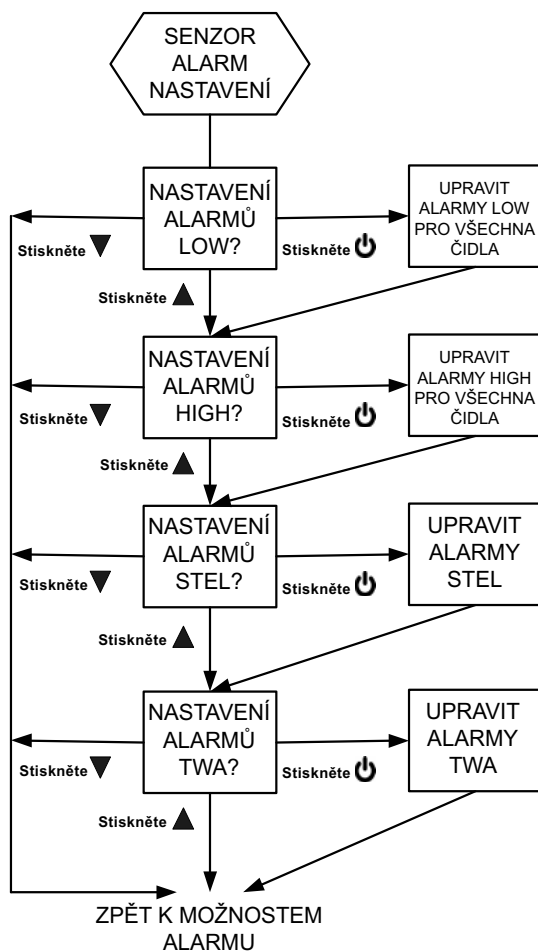 SENZOR
ALARM
NASTAVENÍ
NASTAVENÍ
ALARMŮ
LOW?
UPRAVIT
ALARMY LOW
PRO VŠECHNA
ČIDLA
Stiskněte
Stiskněte
Stiskněte
NASTAVENÍ
ALARMŮ
HIGH?
UPRAVIT
ALARMY HIGH
PRO VŠECHNA
ČIDLA
Stiskněte
Stiskněte
Stiskněte
NASTAVENÍ
ALARMŮ
STEL?
UPRAVIT
ALARMY
STEL
Stiskněte
Stiskněte
Stiskněte
NASTAVENÍ
ALARMŮ
TWA?
UPRAVIT
ALARMY
TWA
Stiskněte
Stiskněte
Stiskněte
ZPĚT K MOŽNOSTEM
ALARMU